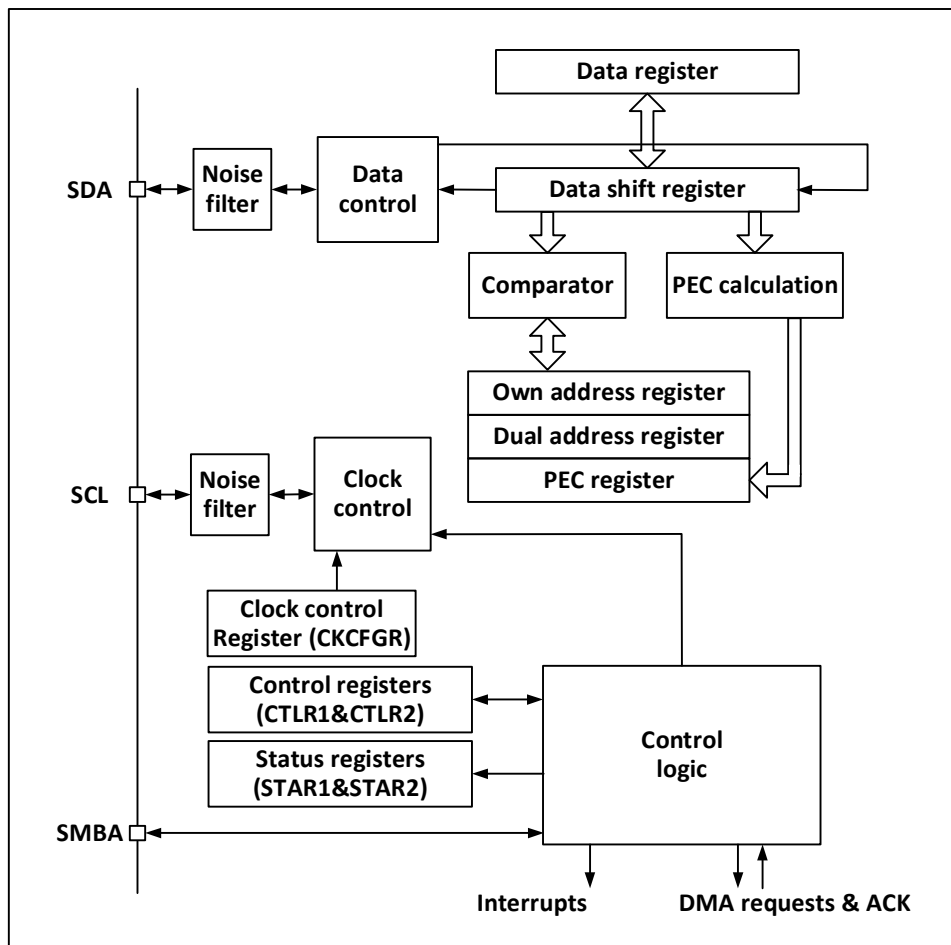 Data register
SDA
Noise
filter
Data
control
Data shift register
Comparator
PEC calculation
Own address register
Dual address register
PEC register
SCL
Noise
filter
Clock
control
Clock control
Register (CKCFGR)
Control registers
(CTLR1&CTLR2)
Status registers
(STAR1&STAR2)
Control
logic
SMBA
Interrupts
DMA requests & ACK